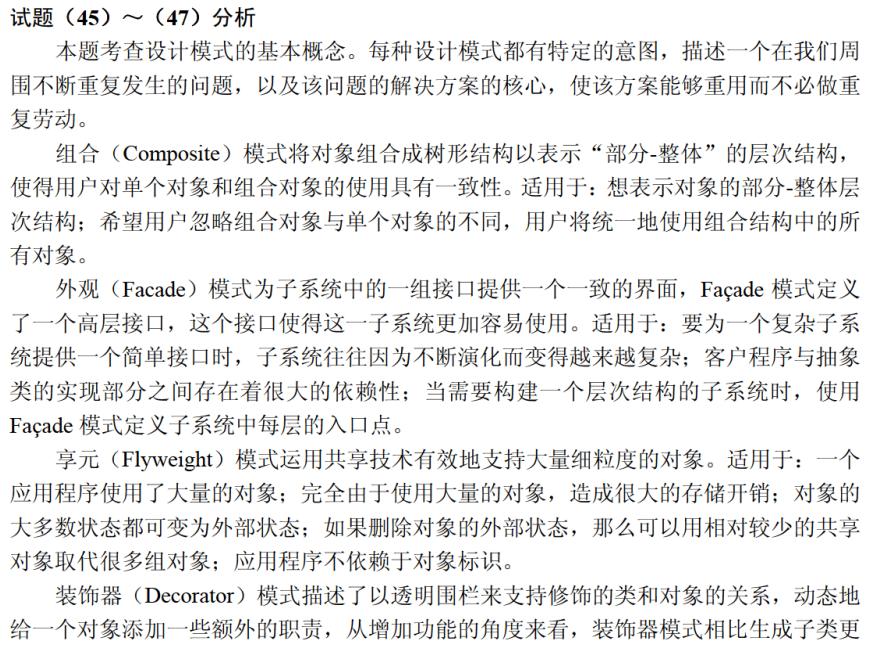 试题（45）～（47）分析
本题考查设计模式的基本概念。每种设计模式都有特定的意图，描述一个在我们周
围不断重复发生的问题，以及该问题的解决方案的核心，使该方案能够重用而不必做重
复劳动。
组合（Composite）模式将对象组合成树形结构以表示“部分-整体”的层次结构，
使得用户对单个对象和组合对象的使用具有一致性。适用于：想表示对象的部分-整体层
次结构；希望用户忽略组合对象与单个对象的不同，用户将统一地使用组合结构中的所
有对象。
外观（Facade）模式为子系统中的一组接口提供一个一致的界面，Façade 模式定义
了一个高层接口，这个接口使得这一子系统更加容易使用。适用于：要为一个复杂子系
统提供一个简单接口时，子系统往往因为不断演化而变得越来越复杂；客户程序与抽象
类的实现部分之间存在着很大的依赖性；当需要构建一个层次结构的子系统时，使用
Façade 模式定义子系统中每层的入口点。
享元（Flyweight）模式运用共享技术有效地支持大量细粒度的对象。适用于：一个
应用程序使用了大量的对象；完全由于使用大量的对象，造成很大的存储开销；对象的
大多数状态都可变为外部状态；如果删除对象的外部状态，那么可以用相对较少的共享
对象取代很多组对象；应用程序不依赖于对象标识。
装饰器（Decorator）模式描述了以透明围栏来支持修饰的类和对象的关系，动态地
给一个对象添加一些额外的职责，从增加功能的角度来看，装饰器模式相比生成子类更